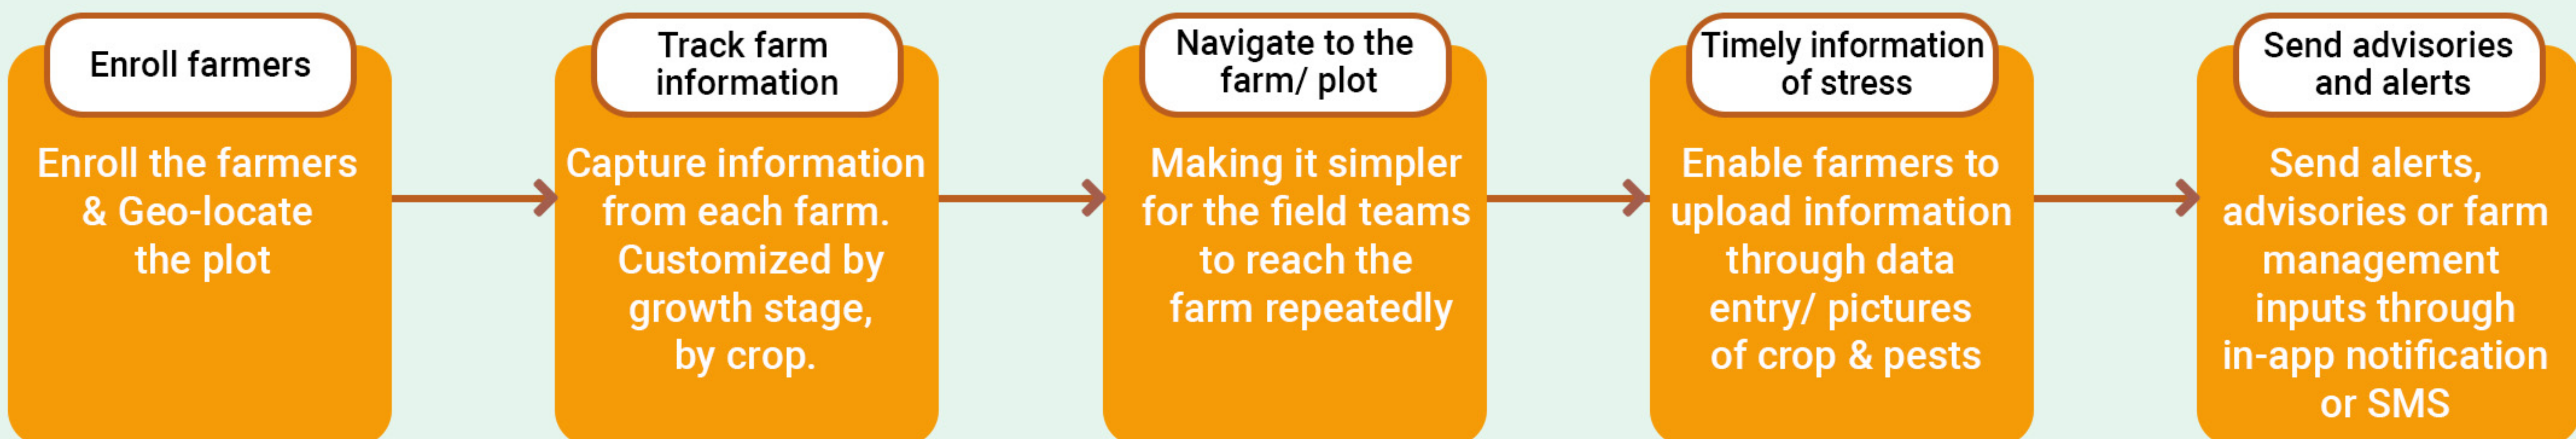 Enroll farmers
Enroll the farmers
& Geo-locate
the plot
Track farm
information
Capture information
from each farm.
Customized by
growth stage,
by crop.
Navigate to the
farm/ plot
Making it simpler
for the field teams
to reach the
farm repeatedly
Timely information
of stress
Enable farmers to
upload information
through data
entry/ pictures
of crop & pests
Send advisories
and alerts
Send alerts,
advisories or farm
management
inputs through
in-app notification
or SMS